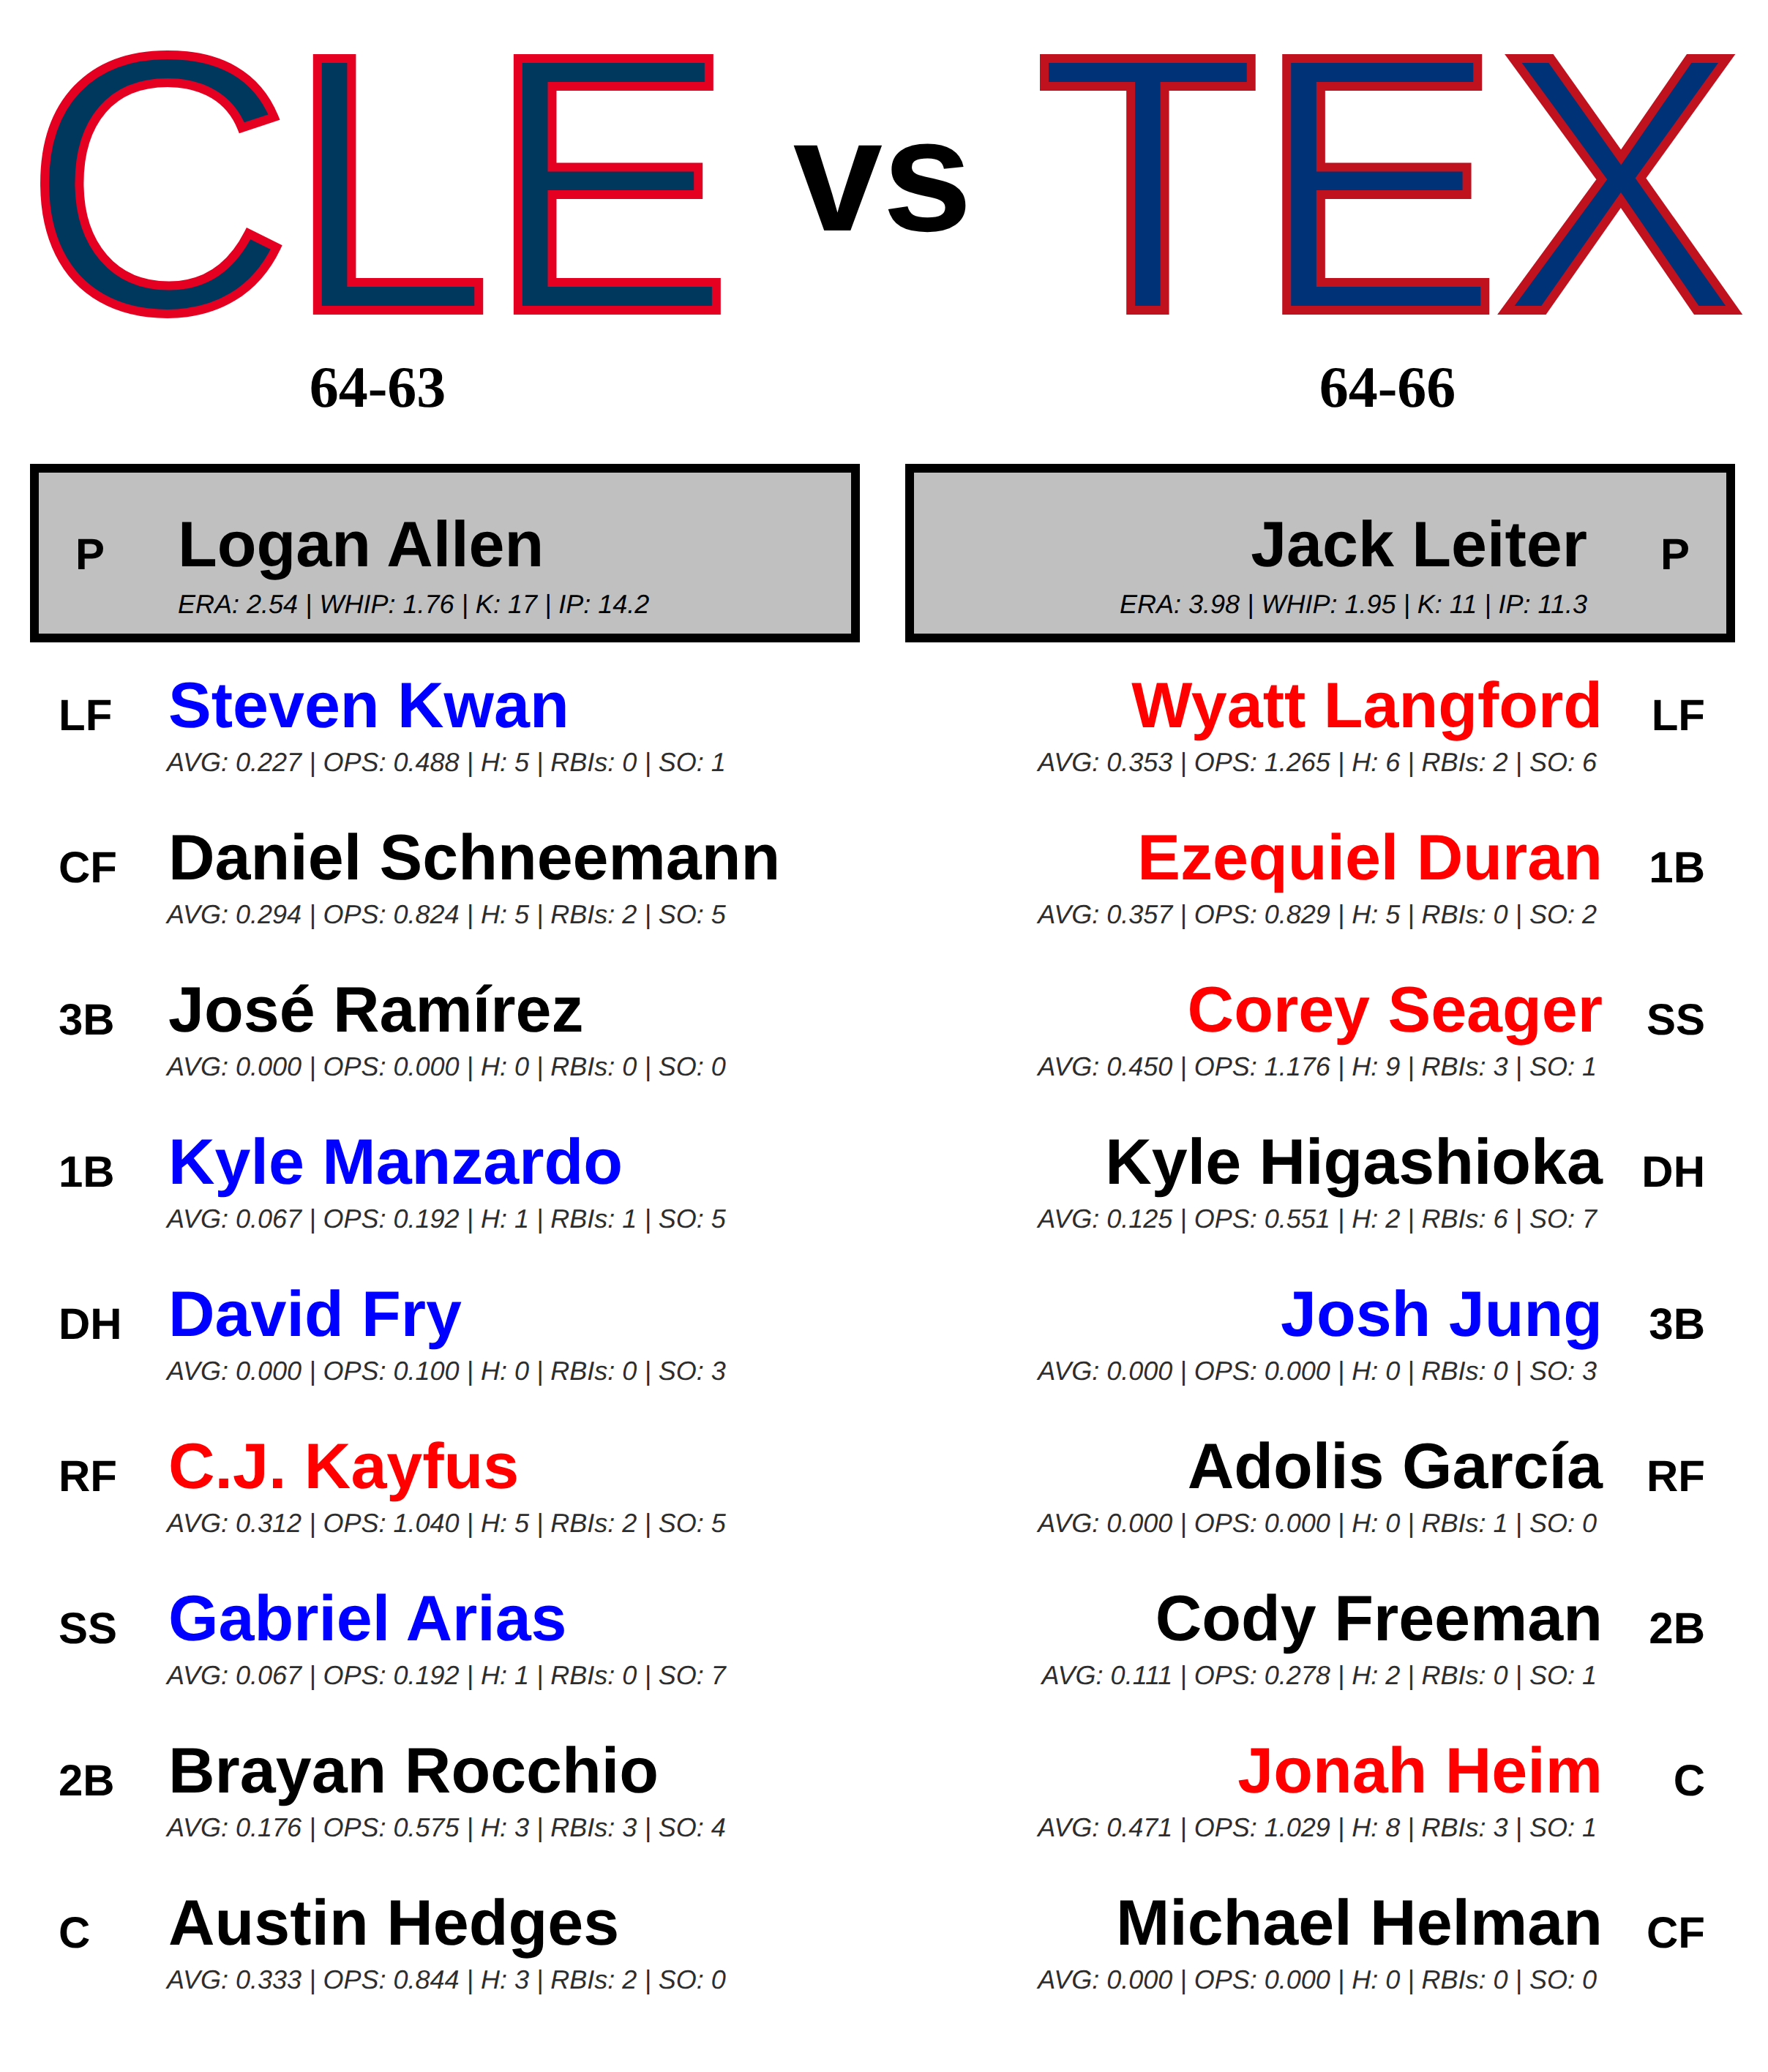 CLE vs TEX
64-63 64-66
P Logan Allen
ERA: 2.54 | WHIP: 1.76 | K: 17 | IP: 14.2
Jack Leiter P
ERA: 3.98 | WHIP: 1.95 | K: 11 | IP: 11.3
LF Steven Kwan
AVG: 0.227 | OPS: 0.488 | H: 5 | RBIs: 0 | SO: 1
Wyatt Langford LF
AVG: 0.353 | OPS: 1.265 | H: 6 | RBIs: 2 | SO: 6
CF Daniel Schneemann
AVG: 0.294 | OPS: 0.824 | H: 5 | RBIs: 2 | SO: 5
Ezequiel Duran 1B
AVG: 0.357 | OPS: 0.829 | H: 5 | RBIs: 0 | SO: 2
3B José Ramírez
AVG: 0.000 | OPS: 0.000 | H: 0 | RBIs: 0 | SO: 0
Corey Seager SS
AVG: 0.450 | OPS: 1.176 | H: 9 | RBIs: 3 | SO: 1
1B Kyle Manzardo
AVG: 0.067 | OPS: 0.192 | H: 1 | RBIs: 1 | SO: 5
Kyle Higashioka DH
AVG: 0.125 | OPS: 0.551 | H: 2 | RBIs: 6 | SO: 7
DH David Fry
AVG: 0.000 | OPS: 0.100 | H: 0 | RBIs: 0 | SO: 3
Josh Jung 3B
AVG: 0.000 | OPS: 0.000 | H: 0 | RBIs: 0 | SO: 3
RF C.J. Kayfus
AVG: 0.312 | OPS: 1.040 | H: 5 | RBIs: 2 | SO: 5
Adolis García RF
AVG: 0.000 | OPS: 0.000 | H: 0 | RBIs: 1 | SO: 0
SS Gabriel Arias
AVG: 0.067 | OPS: 0.192 | H: 1 | RBIs: 0 | SO: 7
Cody Freeman 2B
AVG: 0.111 | OPS: 0.278 | H: 2 | RBIs: 0 | SO: 1
2B Brayan Rocchio
AVG: 0.176 | OPS: 0.575 | H: 3 | RBIs: 3 | SO: 4
Jonah Heim C
AVG: 0.471 | OPS: 1.029 | H: 8 | RBIs: 3 | SO: 1
C Austin Hedges
AVG: 0.333 | OPS: 0.844 | H: 3 | RBIs: 2 | SO: 0
Michael Helman CF
AVG: 0.000 | OPS: 0.000 | H: 0 | RBIs: 0 | SO: 0